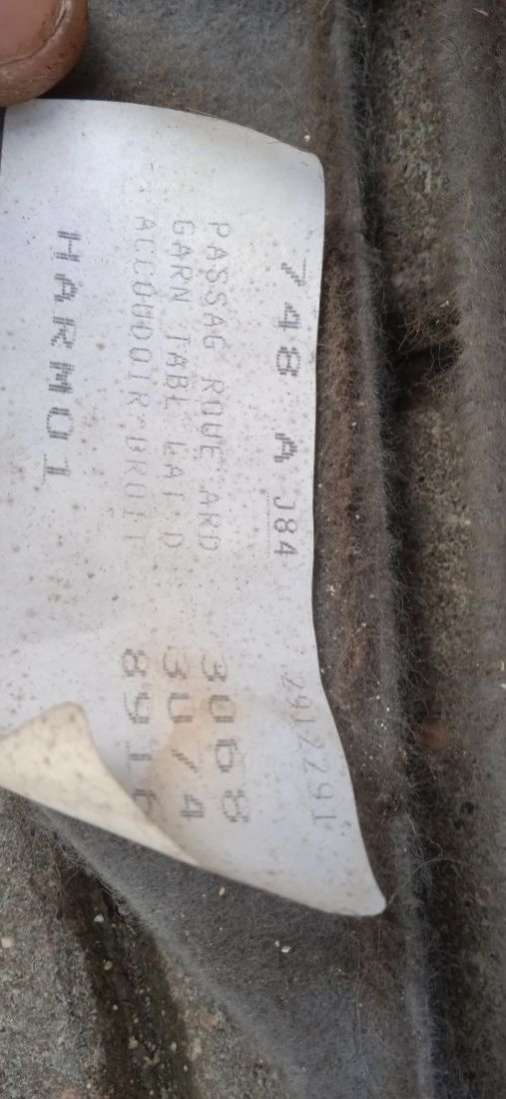 748 A J84 2912291
PASSAG ROUE ARD 3068
GARN TABL LAT D 3074
ACCOUDOIR DROIT 8916
HARMO1